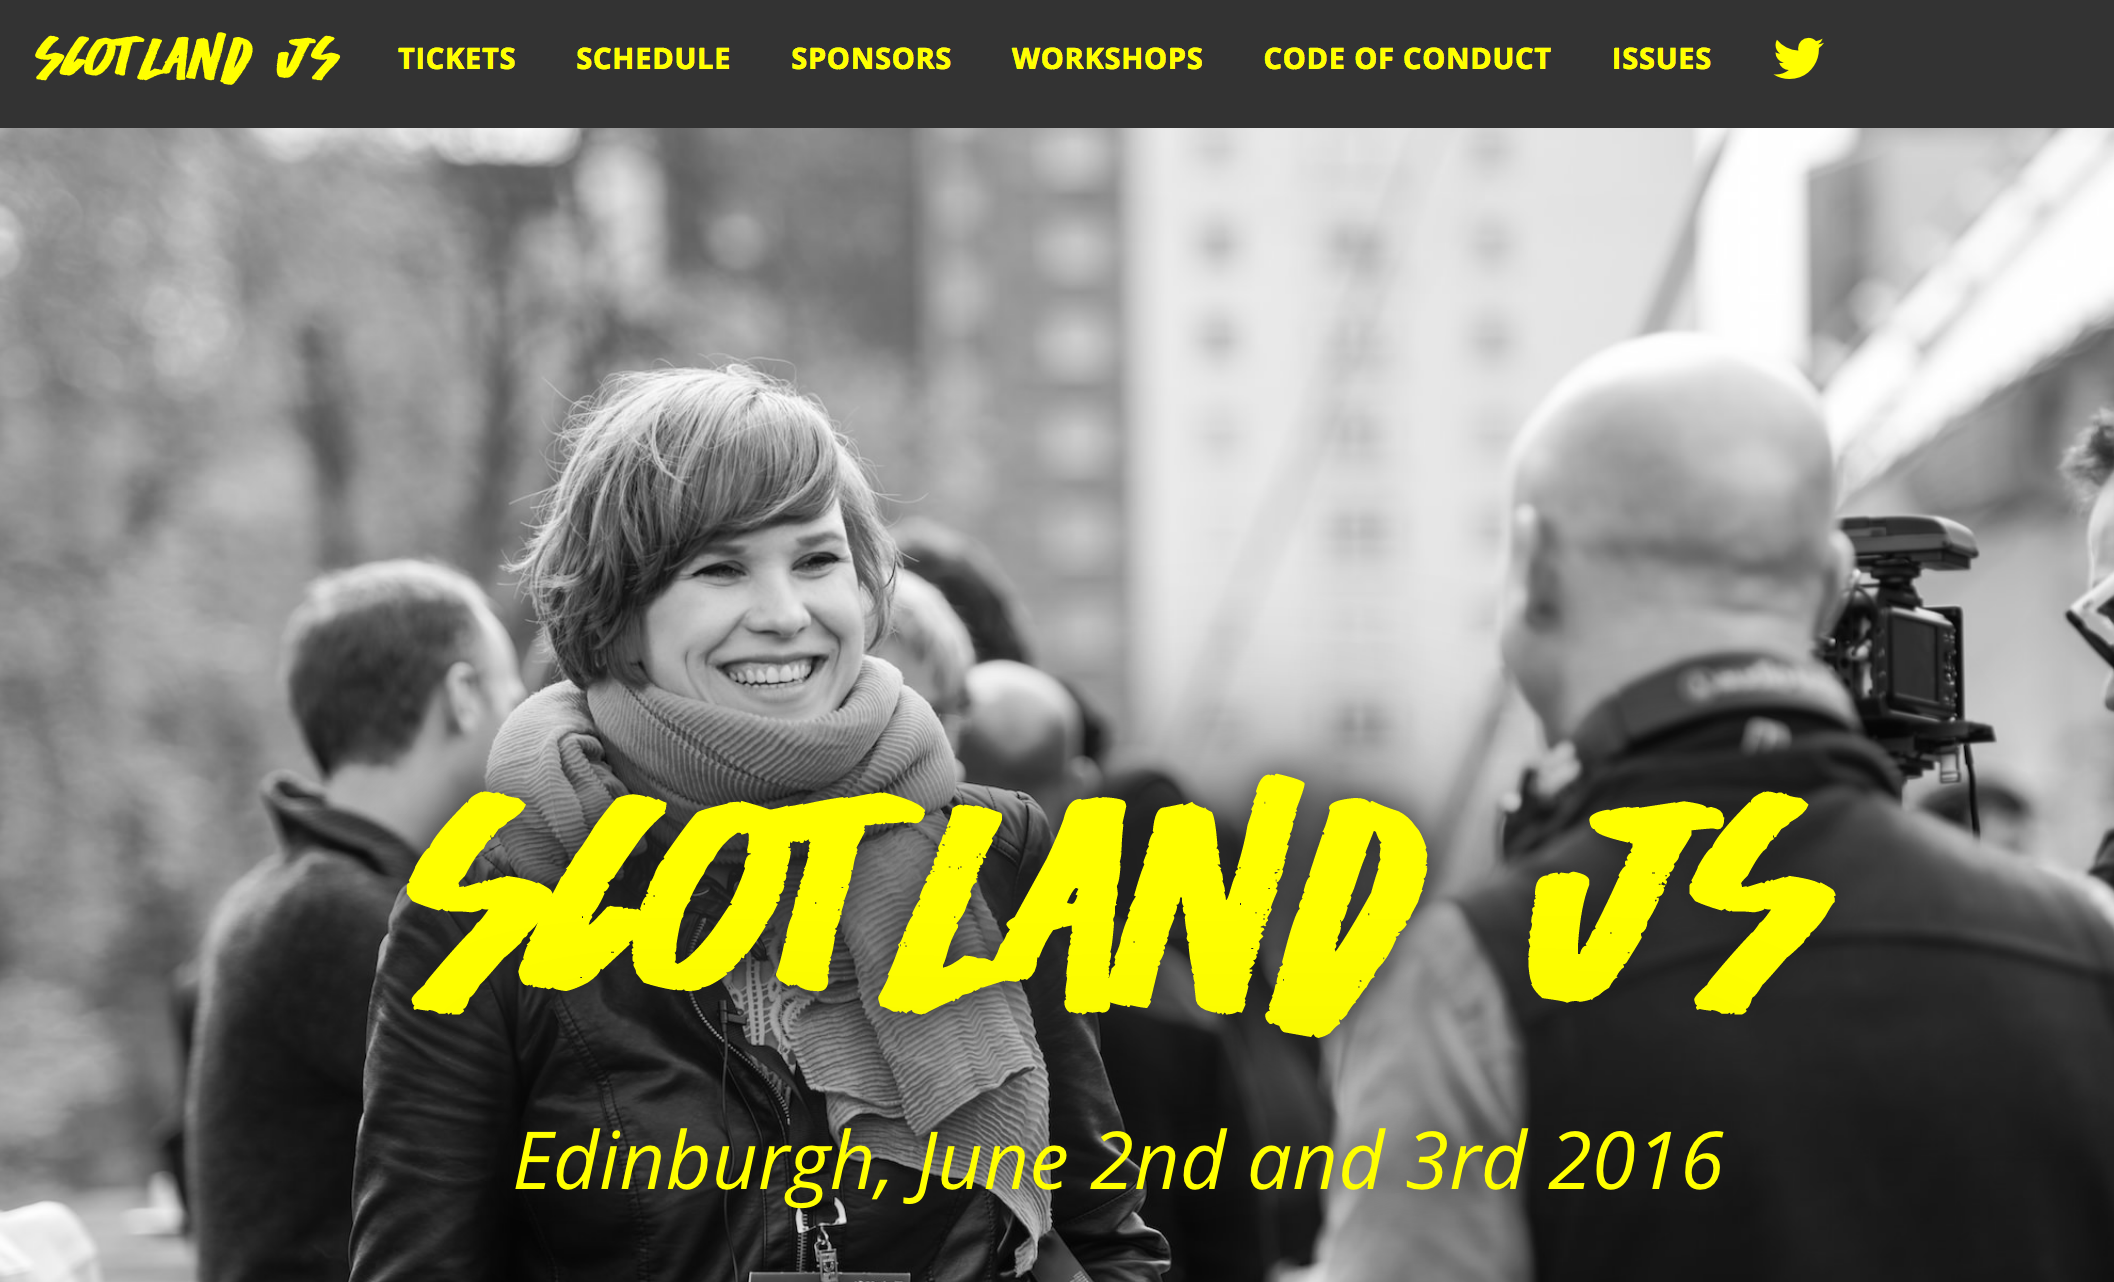 SCOTLAND JS TICKETS SCHEDULE SPONSORS WORKSHOPS CODE OF CONDUCT ISSUES
SCOTLAND JS
Edinburgh, June 2nd and 3rd 2016